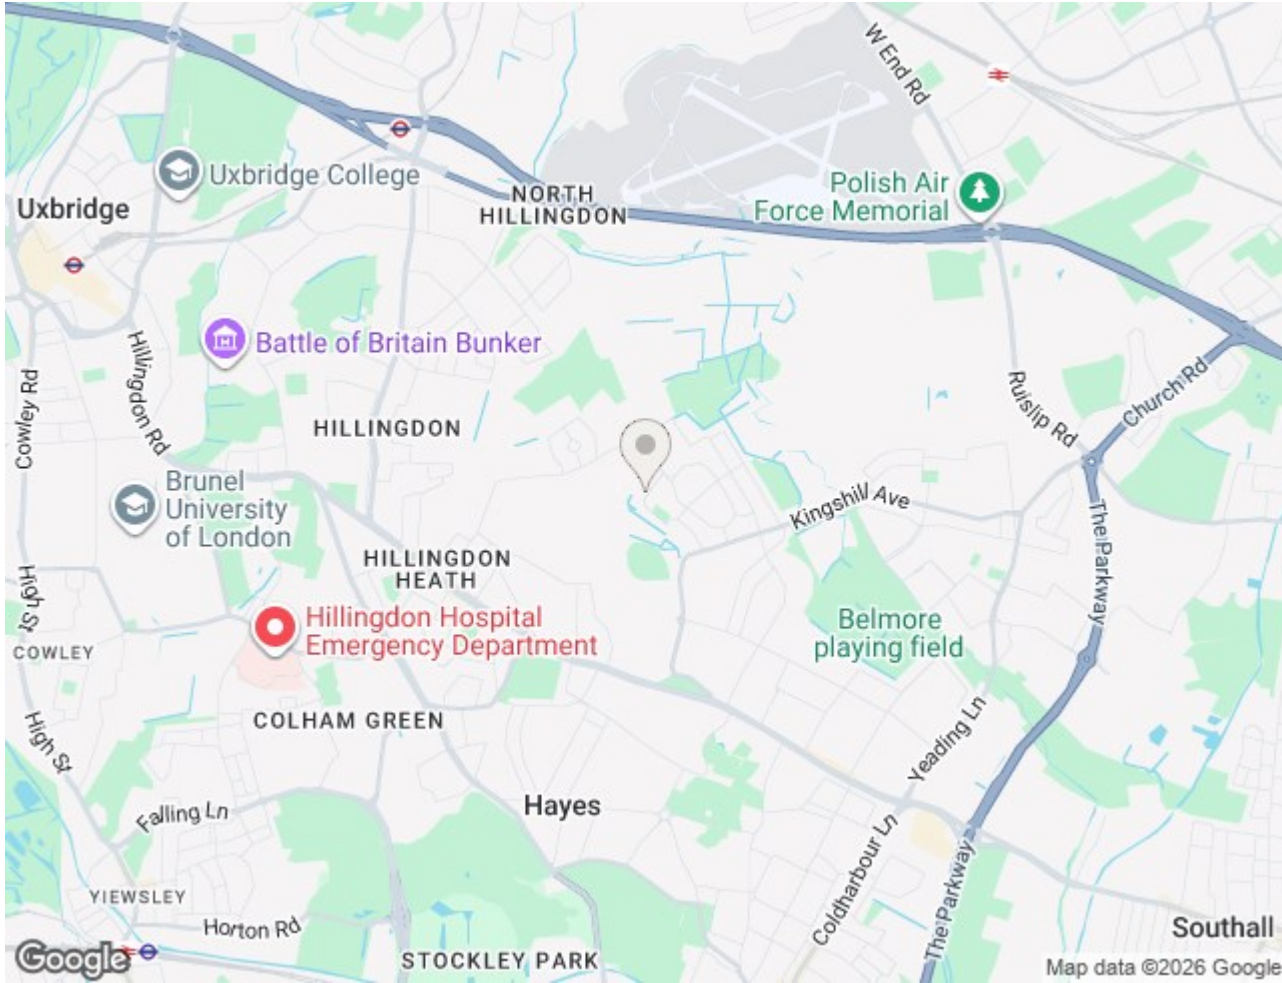 W End Rd
Uxbridge College
Polish Air
Force Memorial
NORTH
HILLINGDON
Uxbridge
Battle of Britain Bunker
Hillingdon Rd
Cowley Rd
HILLINGDON
Ruislip Rd
Church Rd
Brunel
University
of London
Kingshill Ave
The Parkway
HILLINGDON
HEATH
High St
Hillingdon Hospital
Emergency Department
Belmore
playing field
COWLEY
COLHAM GREEN
High St
Yeading Ln
Falling Ln
Hayes
Coldharbour Ln
The Parkway
YIEWSLEY
Horton Rd
Southall
STOCKLEY PARK
Google
Map data ©2026 Google